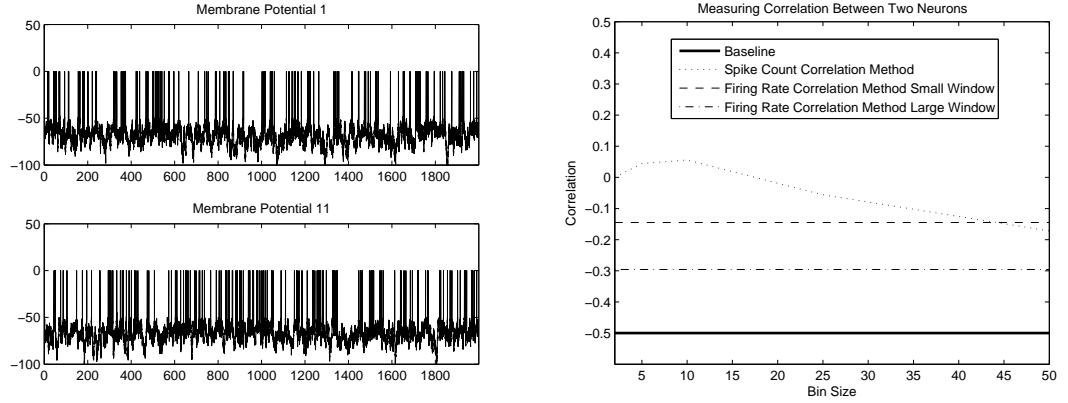 Membrane Potential 1
50
0
−50
−100
0 200 400 600 800 1000 1200 1400 1600 1800
Membrane Potential 11
50
0
−50
−100
0 200 400 600 800 1000 1200 1400 1600 1800
Measuring Correlation Between Two Neurons
0.5
0.4
0.3
0.2
0.1
0
−0.1
−0.2
−0.3
−0.4
−0.5
Correlation
Baseline
Spike Count Correlation Method
Firing Rate Correlation Method Small Window
Firing Rate Correlation Method Large Window
5 10 15 20 25 30 35 40 45 50
Bin Size